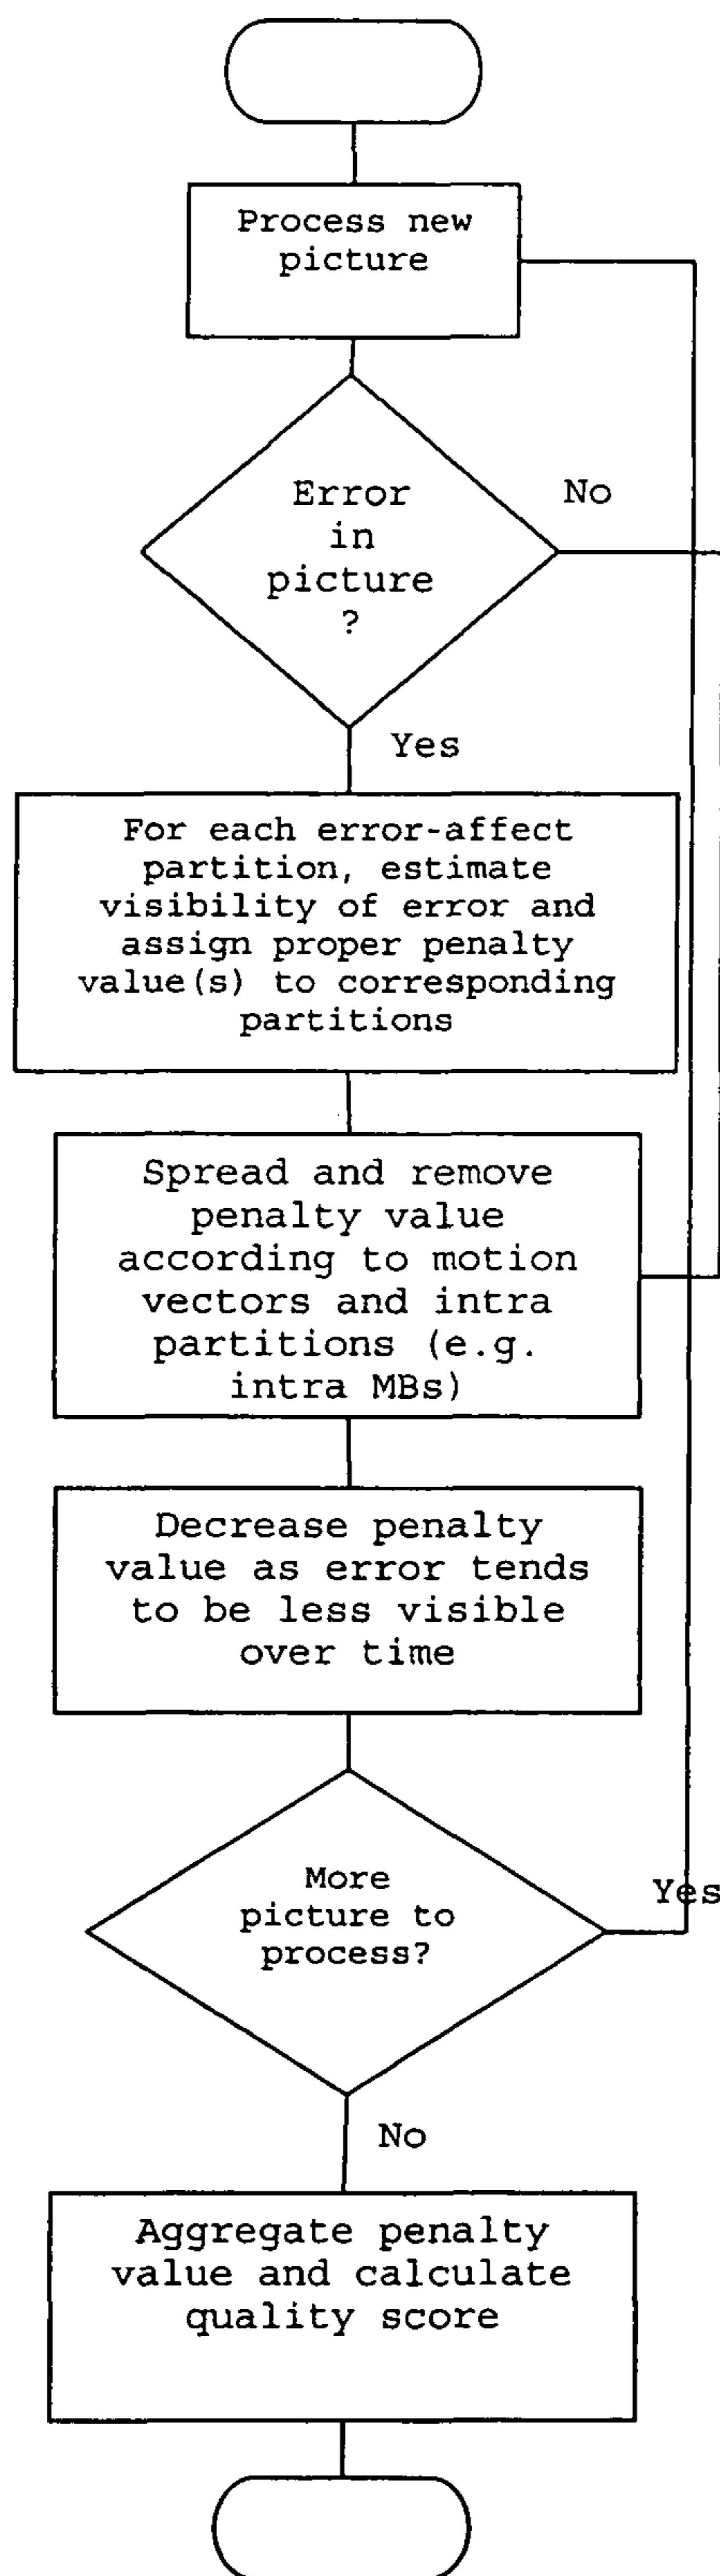 Process new
picture
Error
in
picture
?
No
Yes
For each error-affect
partition, estimate
visibility of error and
assign proper penalty
value(s) to corresponding
partitions
Spread and remove
penalty value
according to motion
vectors and intra
partitions (e.g.
intra MBs)
Decrease penalty
value as error tends
to be less visible
over time
More
picture to
process?
Yes
No
Aggregate penalty
value and calculate
quality score